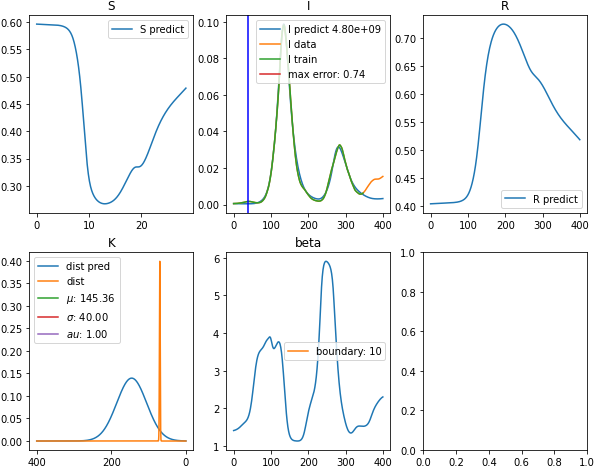 S
0.60
0.55
0.50
0.45
0.40
0.35
0.30
0 10 20
S predict
I
0.10
0.08
0.06
0.04
0.02
0.00
0 100 200 300 400
I predict 4.80e+09
I data
I train
max error: 0.74
R
0.70
0.65
0.60
0.55
0.50
0.45
0.40
0 100 200 300 400
R predict
K
0.40
0.35
0.30
0.25
0.20
0.15
0.10
0.05
0.00
400 200 0
dist pred
dist
μ: 145.36
σ: 40.00
au: 1.00
beta
6
5
4
3
2
1
0 100 200 300 400
boundary: 10
1.0
0.8
0.6
0.4
0.2
0.0
0.0 0.2 0.4 0.6 0.8 1.0